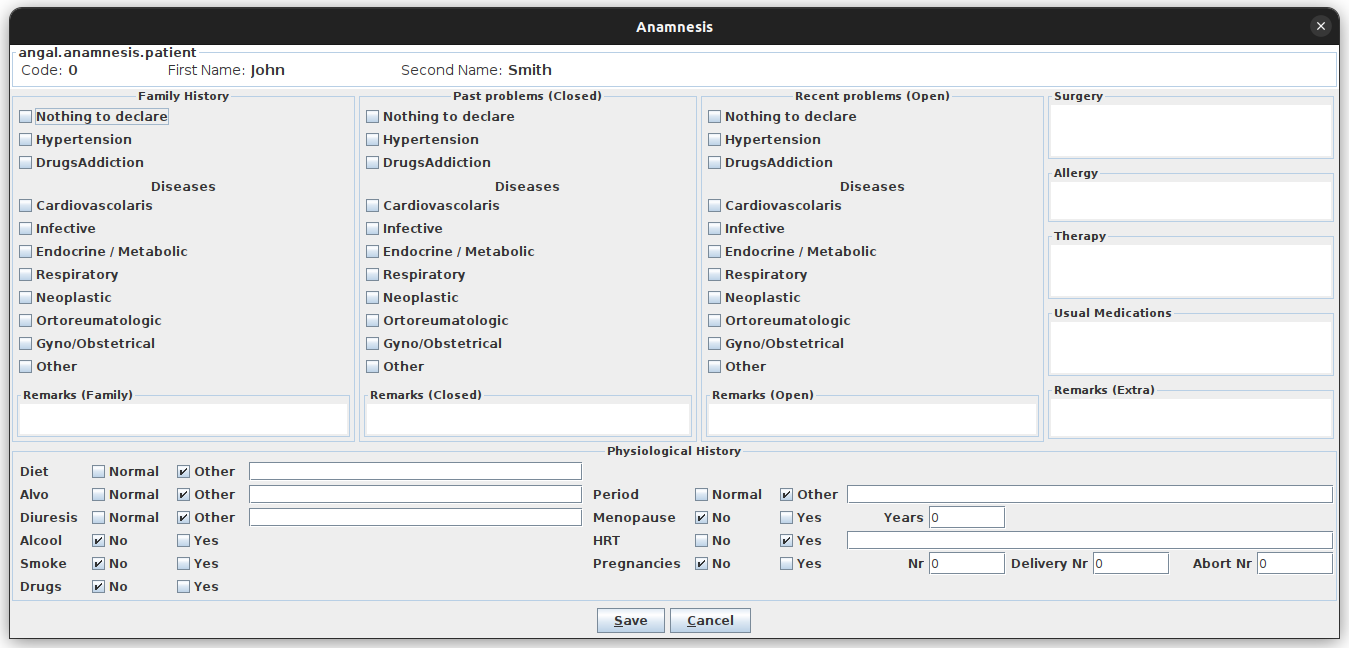 Anamnesis
angal.anamnesis.patient
Code: 0 First Name: John Second Name: Smith
Family History
Nothing to declare
Hypertension
DrugsAddiction
Diseases
Cardiovascolaris
Infective
Endocrine / Metabolic
Respiratory
Neoplastic
Ortoreumatologic
Gyno/Obstetrical
Other
Remarks (Family)
Past problems (Closed)
Nothing to declare
Hypertension
DrugsAddiction
Diseases
Cardiovascolaris
Infective
Endocrine / Metabolic
Respiratory
Neoplastic
Ortoreumatologic
Gyno/Obstetrical
Other
Remarks (Closed)
Recent problems (Open)
Nothing to declare
Hypertension
DrugsAddiction
Diseases
Cardiovascolaris
Infective
Endocrine / Metabolic
Respiratory
Neoplastic
Ortoreumatologic
Gyno/Obstetrical
Other
Remarks (Open)
Surgery
Allergy
Therapy
Usual Medications
Remarks (Extra)
Physiological History
Diet Normal Other
Alvo Normal Other
Diuresis Normal Other
Alcool No Yes
Smoke No Yes
Drugs No Yes
Period Normal Other
Menopause No Yes Years 0
HRT No Yes
Pregnancies No Yes Nr 0 Delivery Nr 0 Abort Nr 0
Save Cancel